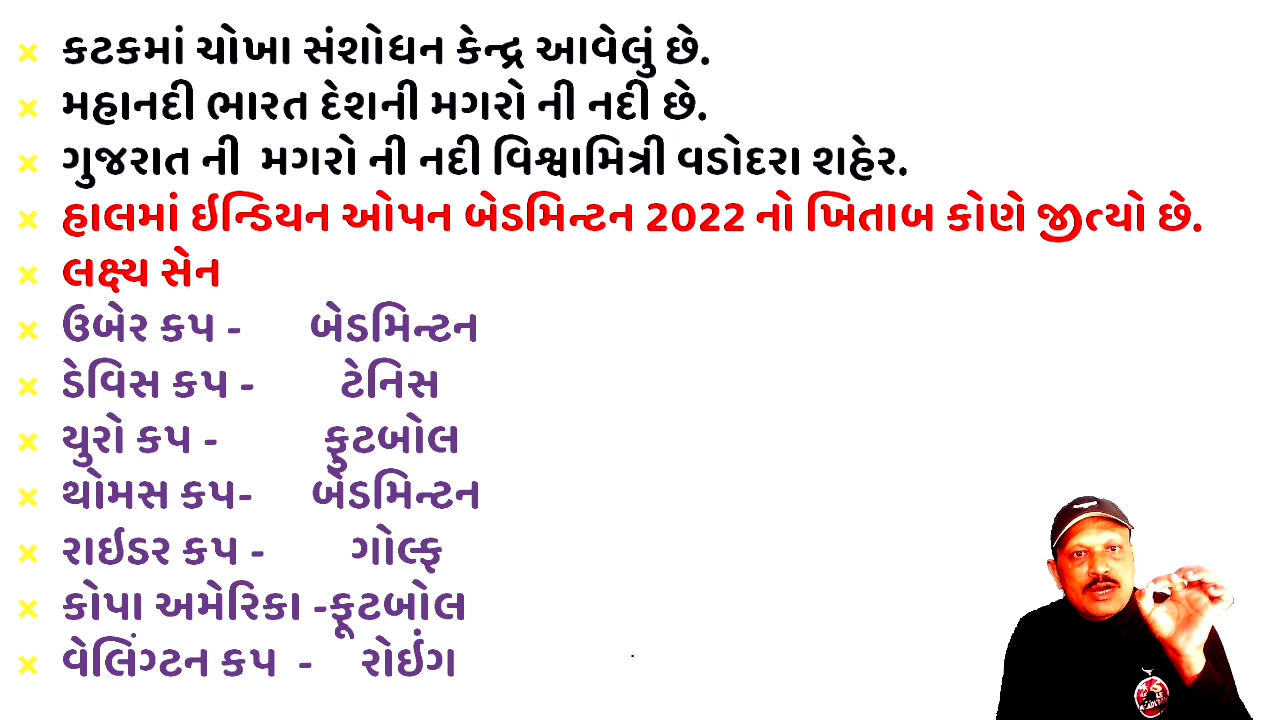 કટકમાં ચોખા સંશોધન કેન્દ્ર આવેલું છે.
મહાનદી ભારત દેશની મગરો ની નદી છે.
ગુજરાત ની મગરો ની નદી વિશ્વામિત્રી વડોદરા શહેર.
હાલમાં ઇન્ડિયન ઓપન બેડમિન્ટન 2022 નો ખિતાબ કોણે જીત્યો છે.
લક્ષ્ય સેન
ઉબેર કપ - બેડમિન્ટન
ડેવિસ કપ - ટેનિસ
યુરો કપ - ફુટબોલ
થોમસ કપ- બેડમિન્ટન
રાઇડર કપ - ગોલ્ફ
કોપા અમેરિકા -ફૂટબોલ
વેલિંગ્ટન કપ - રોઇંગ